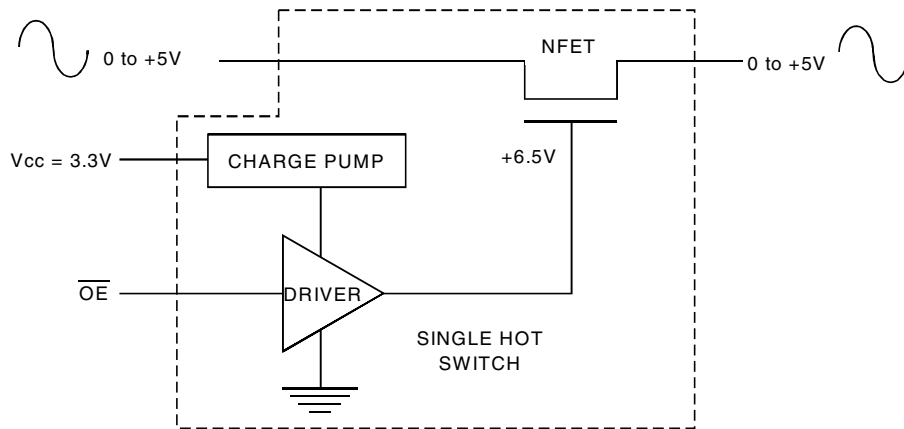 NFET
0 to +5V
0 to +5V
Vcc = 3.3V
CHARGE PUMP
+6.5V
OE
DRIVER
SINGLE HOT
SWITCH